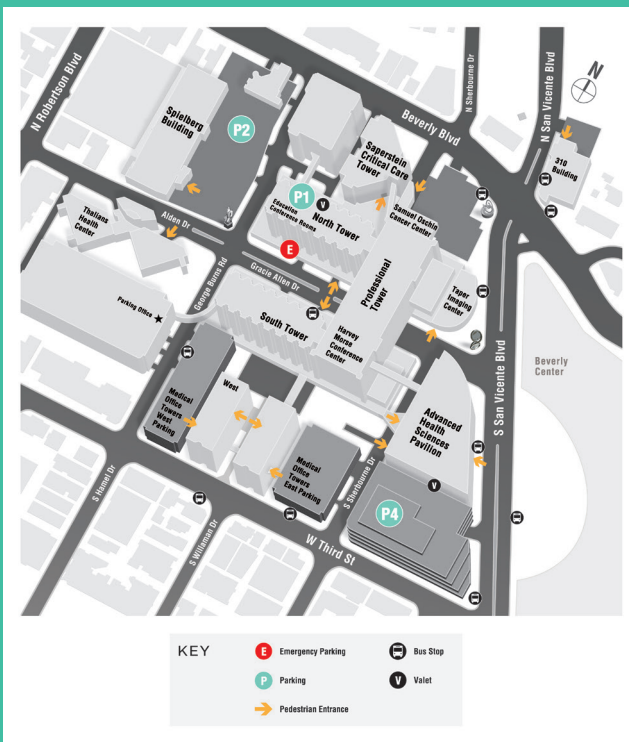 N Robertson Blvd
Beverly Blvd
N Sherbourne Dr
N San Vicente Blvd
N
Spielberg
Building
P2
Saperstein
Critical Care
Tower
310
Building
P1
V
Education
Conference Rooms
North Tower
Samuel Oschin
Cancer Center
Thalians
Health
Center
Alden Dr
E
Gracie Allen Dr
George Burns Rd
Professional
Tower
Taper
Imaging
Center
Parking Office
South Tower
Harvey
Morse
Conference
Center
Beverly
Center
S San Vicente Blvd
Medical
Office
Towers
West
Parking
West
Advanced
Health
Sciences
Pavilion
Medical
Office
Towers
East Parking
S Sherbourne Dr
V
P4
S Hamel Dr
S Willaman Dr
W Third St
KEY
E Emergency Parking
Bus Stop
P Parking
V Valet
Pedestrian Entrance